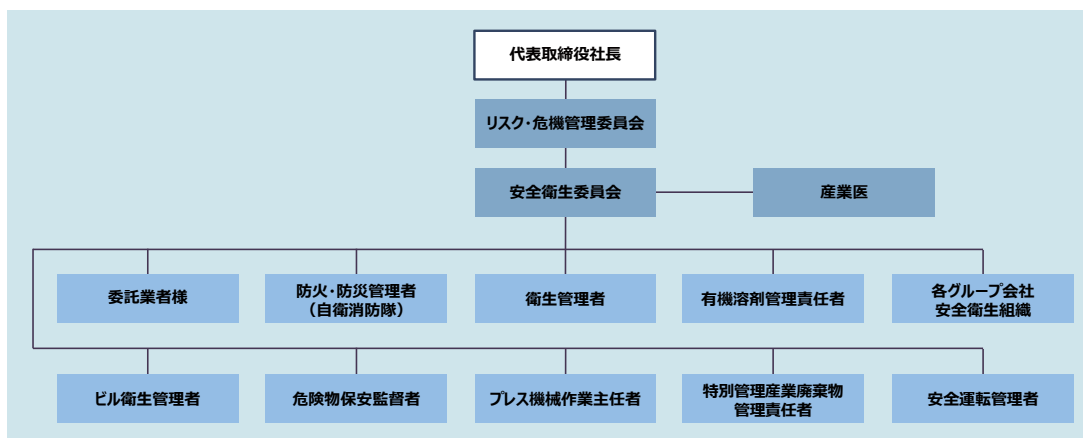 代表取締役社長
リスク・危機管理委員会
安全衛生委員会
産業医
委託業者様
防火・防災管理者
（自衛消防隊）
衛生管理者
有機溶剤管理責任者
各グループ会社
安全衛生組織
ビル衛生管理者
危険物保安監督者
プレス機械作業主任者
特別管理産業廃棄物
管理責任者
安全運転管理者